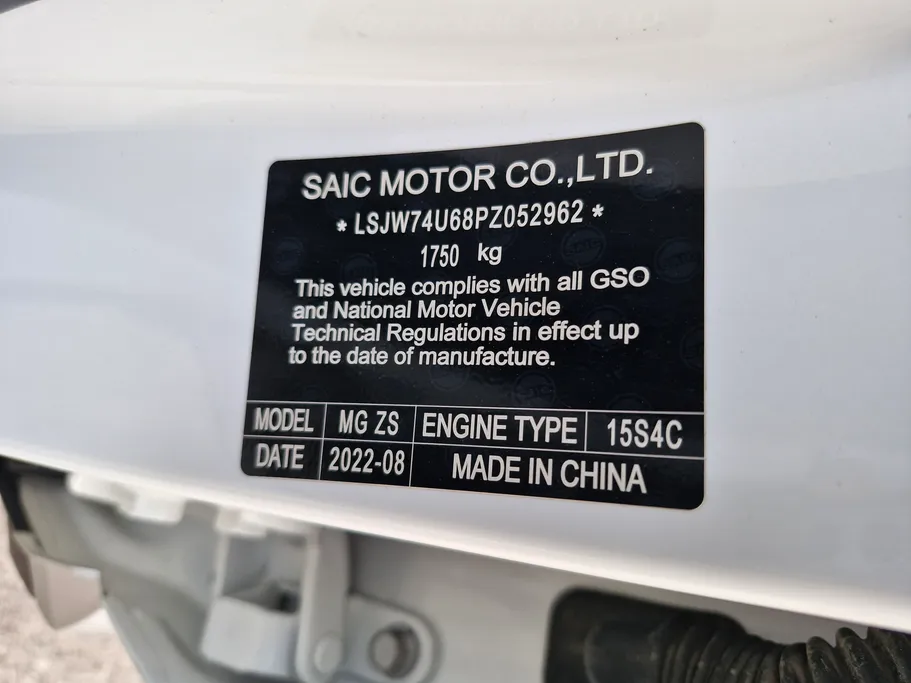 SAIC MOTOR CO.,LTD.
* LSJW74U68PZ052962 *
1750 kg
This vehicle complies with all GSO
and National Motor Vehicle
Technical Regulations in effect up
to the date of manufacture.
MODEL MG ZS ENGINE TYPE 15S4C
DATE 2022-08 MADE IN CHINA